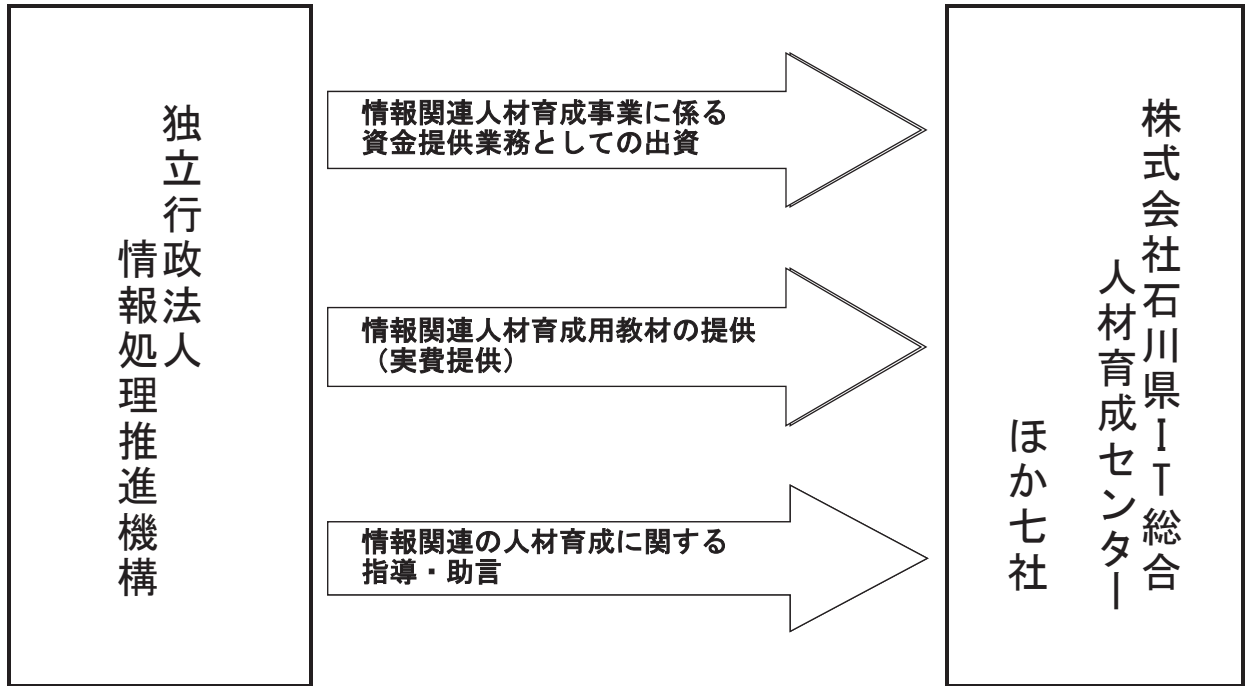 独立行政法人
情報処理推進機構
情報関連人材育成事業に係る
資金提供業務としての出資
情報関連人材育成用教材の提供
（実費提供）
情報関連の人材育成に関する
指導・助言
株式会社石川県ＩＴ総合
人材育成センター
ほか七社